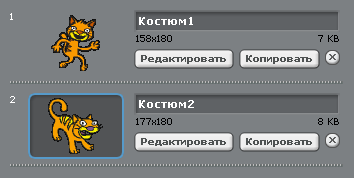 1
Костюм1
158x180 7 KB
Редактировать Копировать
2
Костюм2
177x180 8 KB
Редактировать Копировать